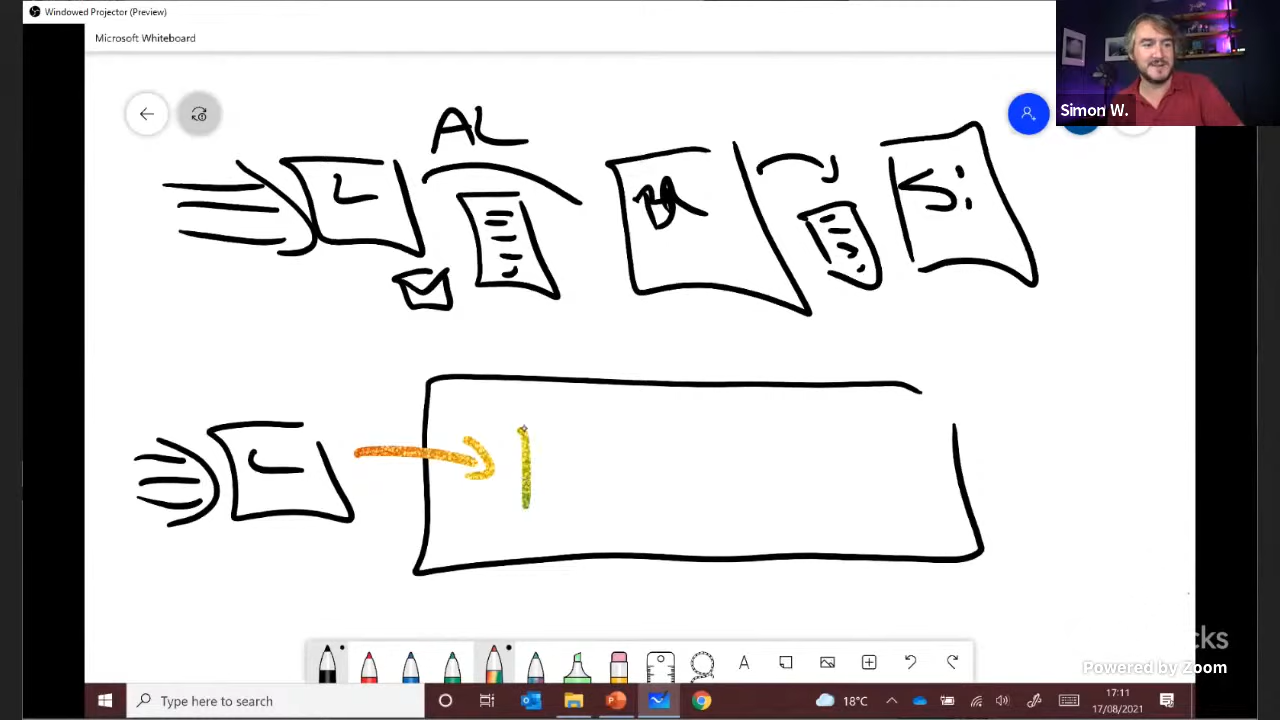 Windowed Projector (Preview)
Microsoft Whiteboard
Simon W.
AL
L
Si
L
Powered by Zoom
A
Type here to search
18°C
17:11
17/08/2021